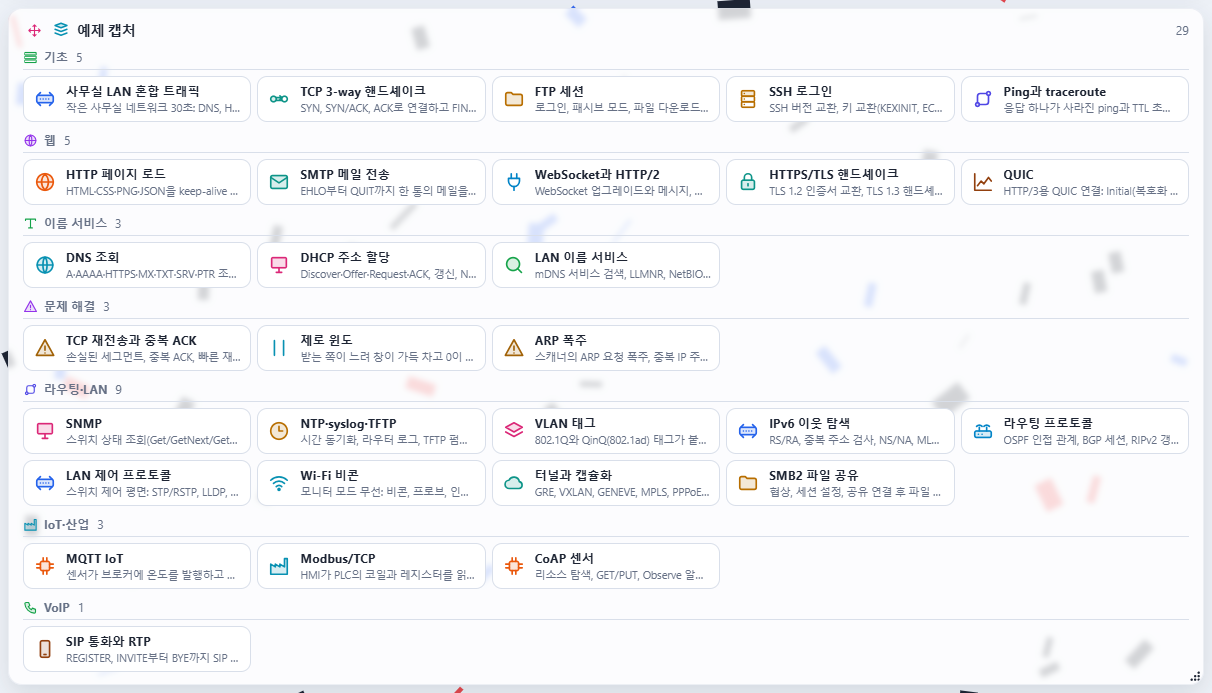 예제 캡처
29
기초 5
사무실 LAN 혼합 트래픽
작은 사무실 네트워크 30초: DNS, H...
TCP 3-way 핸드셰이크
SYN, SYN/ACK, ACK로 연결하고 FIN...
FTP 세션
로그인, 패시브 모드, 파일 다운로드...
SSH 로그인
SSH 버전 교환, 키 교환(KEXINIT, EC...
Ping과 traceroute
응답 하나가 사라진 ping과 TTL 초...
웹 5
HTTP 페이지 로드
HTML·CSS·PNG·JSON을 keep-alive ...
SMTP 메일 전송
EHLO부터 QUIT까지 한 통의 메일을...
WebSocket과 HTTP/2
WebSocket 업그레이드와 메시지, ...
HTTPS/TLS 핸드셰이크
TLS 1.2 인증서 교환, TLS 1.3 핸드셰...
QUIC
HTTP/3용 QUIC 연결: Initial(복호화 ...
이름 서비스 3
DNS 조회
A·AAAA·HTTPS·MX·TXT·SRV·PTR 조...
DHCP 주소 할당
Discover·Offer·Request·ACK, 갱신, N...
LAN 이름 서비스
mDNS 서비스 검색, LLMNR, NetBIO...
문제 해결 3
TCP 재전송과 중복 ACK
손실된 세그먼트, 중복 ACK, 빠른 재...
제로 윈도
받는 쪽이 느려 창이 가득 차고 0이 ...
ARP 폭주
스캐너의 ARP 요청 폭주, 중복 IP 주...
라우팅·LAN 9
SNMP
스위치 상태 조회(Get/GetNext/Get...
NTP·syslog·TFTP
시간 동기화, 라우터 로그, TFTP 펌...
VLAN 태그
802.1Q와 QinQ(802.1ad) 태그가 붙...
IPv6 이웃 탐색
RS/RA, 중복 주소 검사, NS/NA, ML...
라우팅 프로토콜
OSPF 인접 관계, BGP 세션, RIPv2 갱...
LAN 제어 프로토콜
스위치 제어 평면: STP/RSTP, LLDP, ...
Wi-Fi 비콘
모니터 모드 무선: 비콘, 프로브, 인...
터널과 캡슐화
GRE, VXLAN, GENEVE, MPLS, PPPoE...
SMB2 파일 공유
협상, 세션 설정, 공유 연결 후 파일 ...
IoT·산업 3
MQTT IoT
센서가 브로커에 온도를 발행하고 ...
Modbus/TCP
HMI가 PLC의 코일과 레지스터를 읽...
CoAP 센서
리소스 탐색, GET/PUT, Observe 알...
VoIP 1
SIP 통화와 RTP
REGISTER, INVITE부터 BYE까지 SIP ...